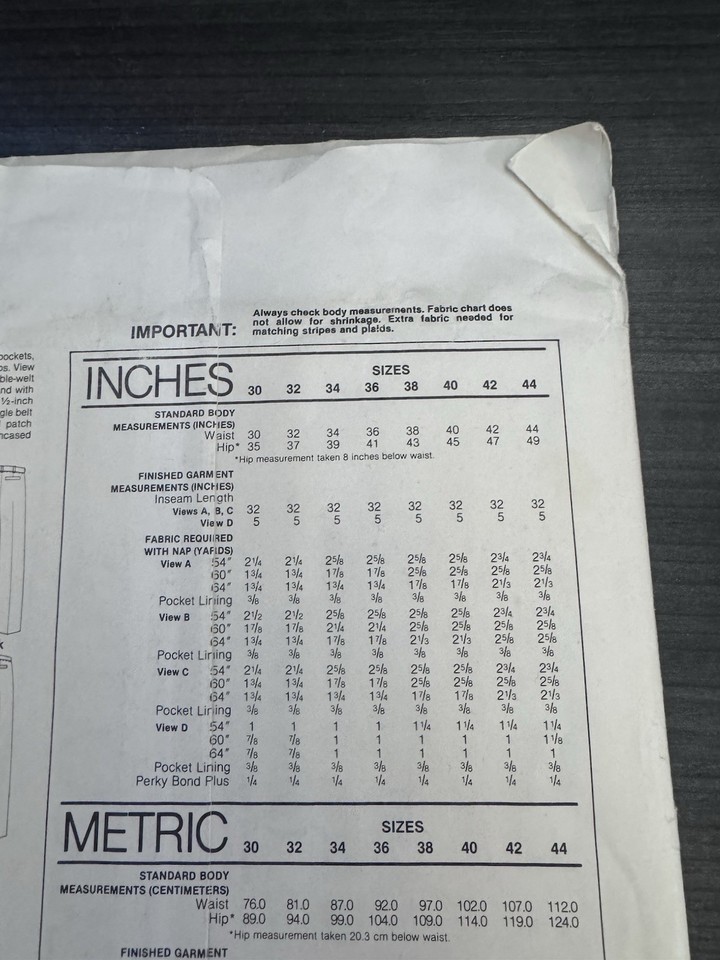 IMPORTANT: Always check body measurements. Fabric chart does
not allow for shrinkage. Extra fabric needed for
matching stripes and plaids.
pockets,
View
ble-welt
nd with
½-inch
gle belt
patch
ncased
INCHES SIZES
30 32 34 36 38 40 42 44
STANDARD BODY
MEASUREMENTS (INCHES)
Waist 30 32 34 36 38 40 42 44
Hip* 35 37 39 41 43 45 47 49
*Hip measurement taken 8 inches below waist.
FINISHED GARMENT
MEASUREMENTS (INCHES)
Inseam Length
Views A, B, C 32 32 32 32 32 32 32 32
View D 5 5 5 5 5 5 5 5
FABRIC REQUIRED
WITH NAP (YARDS)
View A 54" 2¼ 2¼ 2⅝ 2⅝ 2⅝ 2⅝ 2¾ 2¾
60" 1¾ 1¾ 1⅞ 1⅞ 2⅝ 2⅝ 2⅝ 2⅝
64" 1¾ 1¾ 1¾ 1¾ 1⅞ 1⅞ 2⅓ 2⅓
Pocket Lining ⅜ ⅜ ⅜ ⅜ ⅜ ⅜ ⅜ ⅜
View B 54" 2½ 2½ 2⅝ 2⅝ 2⅝ 2⅝ 2¾ 2¾
60" 1⅞ 1⅞ 2¼ 2¼ 2⅝ 2⅝ 2⅝ 2⅝
64" 1¾ 1¾ 1⅞ 1⅞ 2⅓ 2⅓ 2⅝ 2⅝
Pocket Lining ⅜ ⅜ ⅜ ⅜ ⅜ ⅜ ⅜ ⅜
View C 54" 2¼ 2¼ 2⅝ 2⅝ 2⅝ 2⅝ 2¾ 2¾
60" 1¾ 1¾ 1⅞ 1⅞ 2⅝ 2⅝ 2⅝ 2⅝
64" 1¾ 1¾ 1¾ 1¾ 1⅞ 1⅞ 2⅓ 2⅓
Pocket Lining ⅜ ⅜ ⅜ ⅜ ⅜ ⅜ ⅜ ⅜
View D 54" 1 1 1 1 1¼ 1¼ 1¼ 1¼
60" ⅞ ⅞ 1 1 1 1 1 1⅛
64" ⅞ ⅞ 1 1 1 1 1 1
Pocket Lining ⅜ ⅜ ⅜ ⅜ ⅜ ⅜ ⅜ ⅜
Perky Bond Plus ¼ ¼ ¼ ¼ ¼ ¼ ¼ ¼
METRIC SIZES
30 32 34 36 38 40 42 44
STANDARD BODY
MEASUREMENTS (CENTIMETERS)
Waist 76.0 81.0 87.0 92.0 97.0 102.0 107.0 112.0
Hip* 89.0 94.0 99.0 104.0 109.0 114.0 119.0 124.0
*Hip measurement taken 20.3 cm below waist.
FINISHED GARMENT